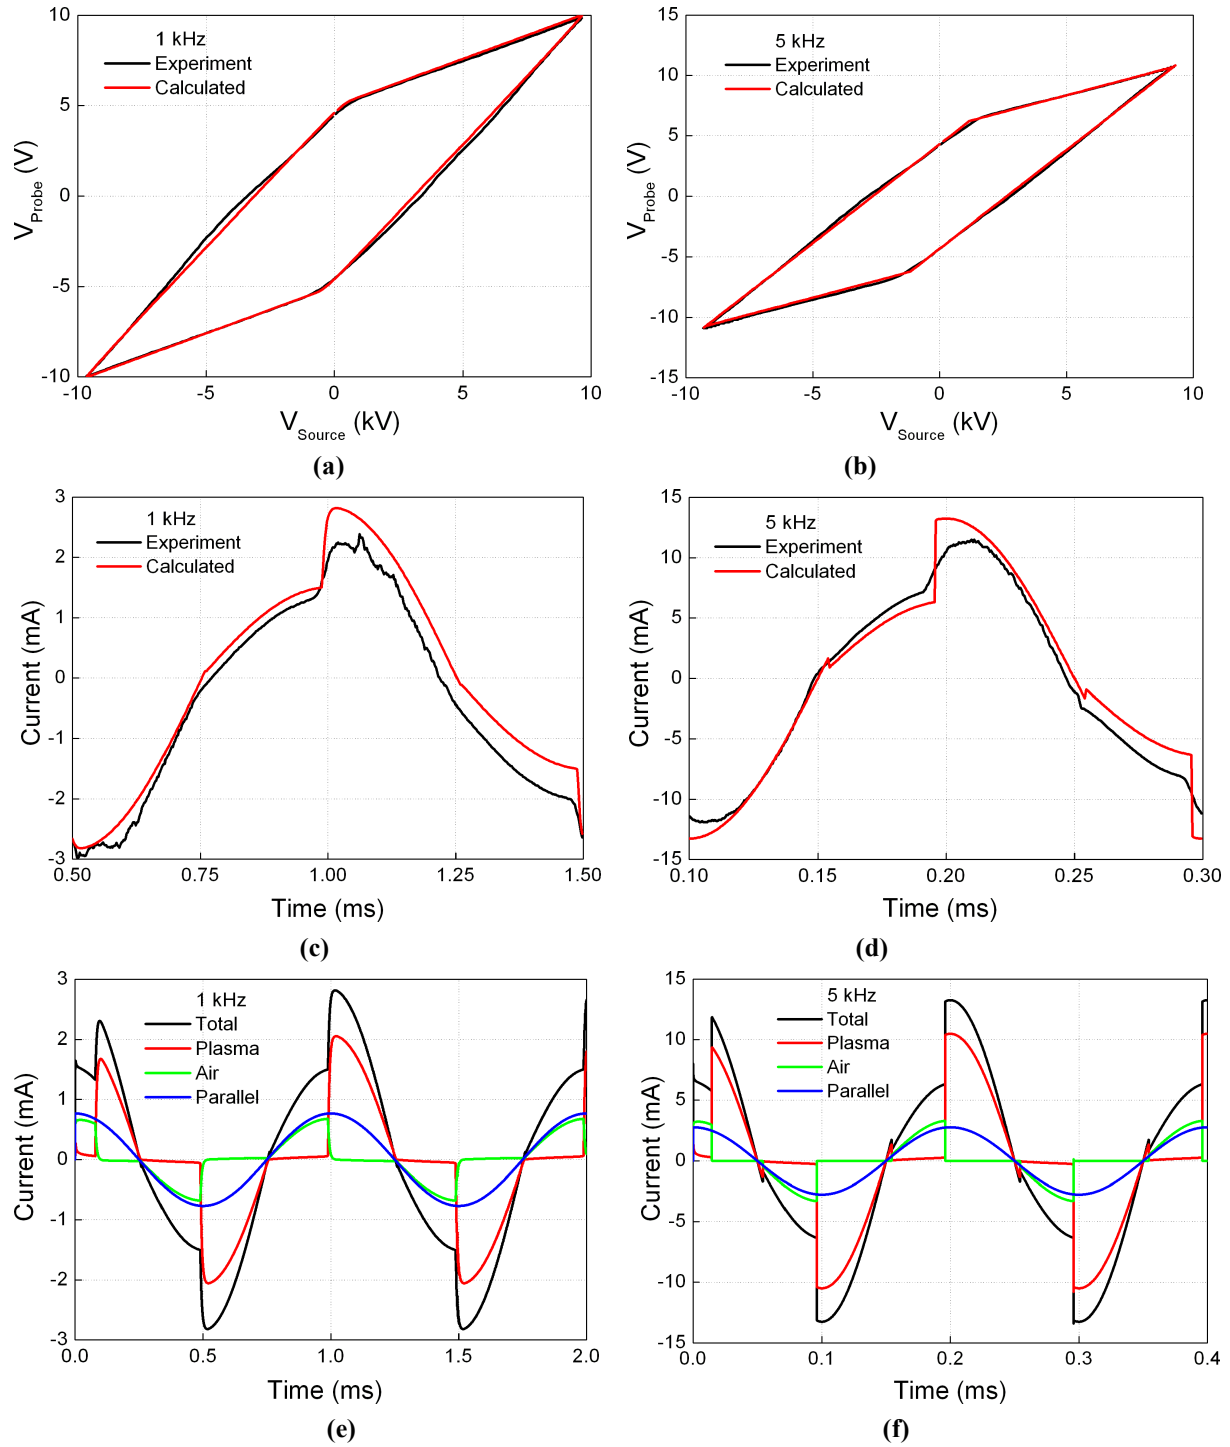 10
5
0
-5
-10
-10
-5
0
5
10
1 kHz
Experiment
Calculated
V_Probe (V)
V_Source (kV)
(a)
15
10
5
0
-5
-10
-15
-10
-5
0
5
10
5 kHz
Experiment
Calculated
V_Probe (V)
V_Source (kV)
(b)
3
2
1
0
-1
-2
-3
0.50
0.75
1.00
1.25
1.50
1 kHz
Experiment
Calculated
Current (mA)
Time (ms)
(c)
15
10
5
0
-5
-10
-15
0.10
0.15
0.20
0.25
0.30
5 kHz
Experiment
Calculated
Current (mA)
Time (ms)
(d)
3
2
1
0
-1
-2
-3
0.0
0.5
1.0
1.5
2.0
1 kHz
Total
Plasma
Air
Parallel
Current (mA)
Time (ms)
(e)
15
10
5
0
-5
-10
-15
0.0
0.1
0.2
0.3
0.4
5 kHz
Total
Plasma
Air
Parallel
Current (mA)
Time (ms)
(f)